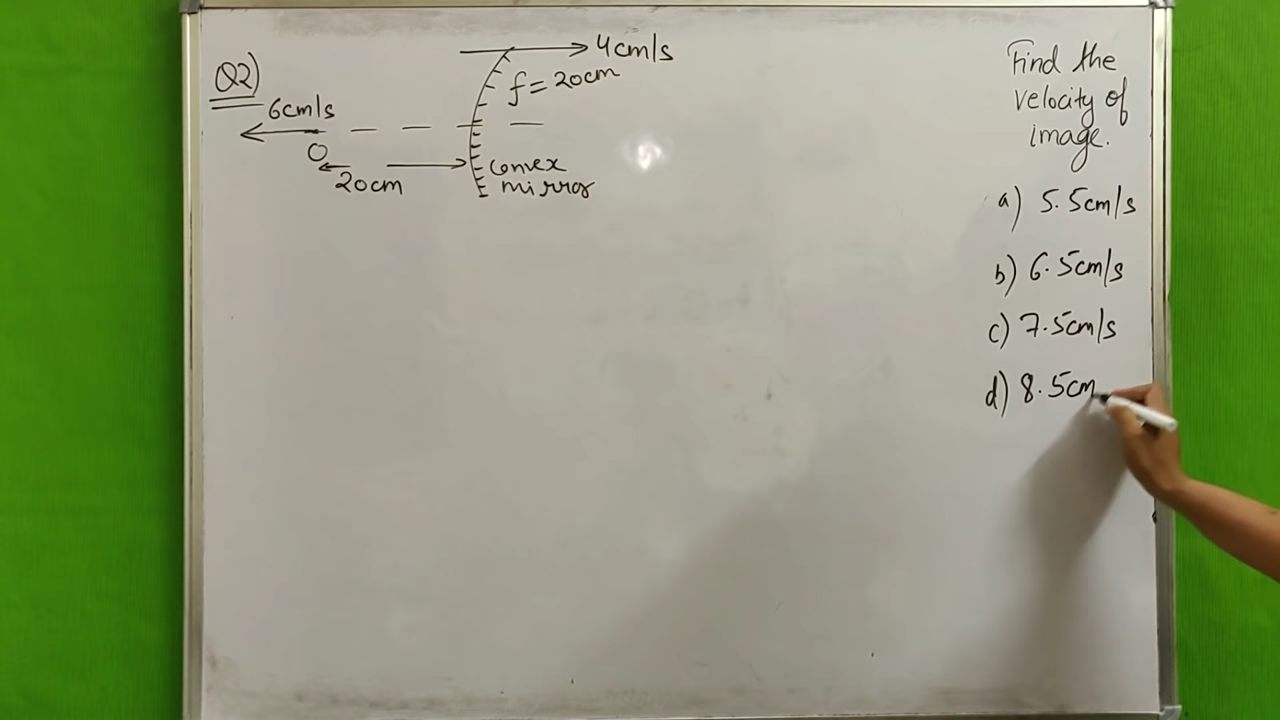 Q2)
4cm/s
f = 20cm
6cm/s
O
20cm
Convex
mirror
Find the
velocity of
image.
a) 5.5cm/s
b) 6.5cm/s
c) 7.5cm/s
d) 8.5cm